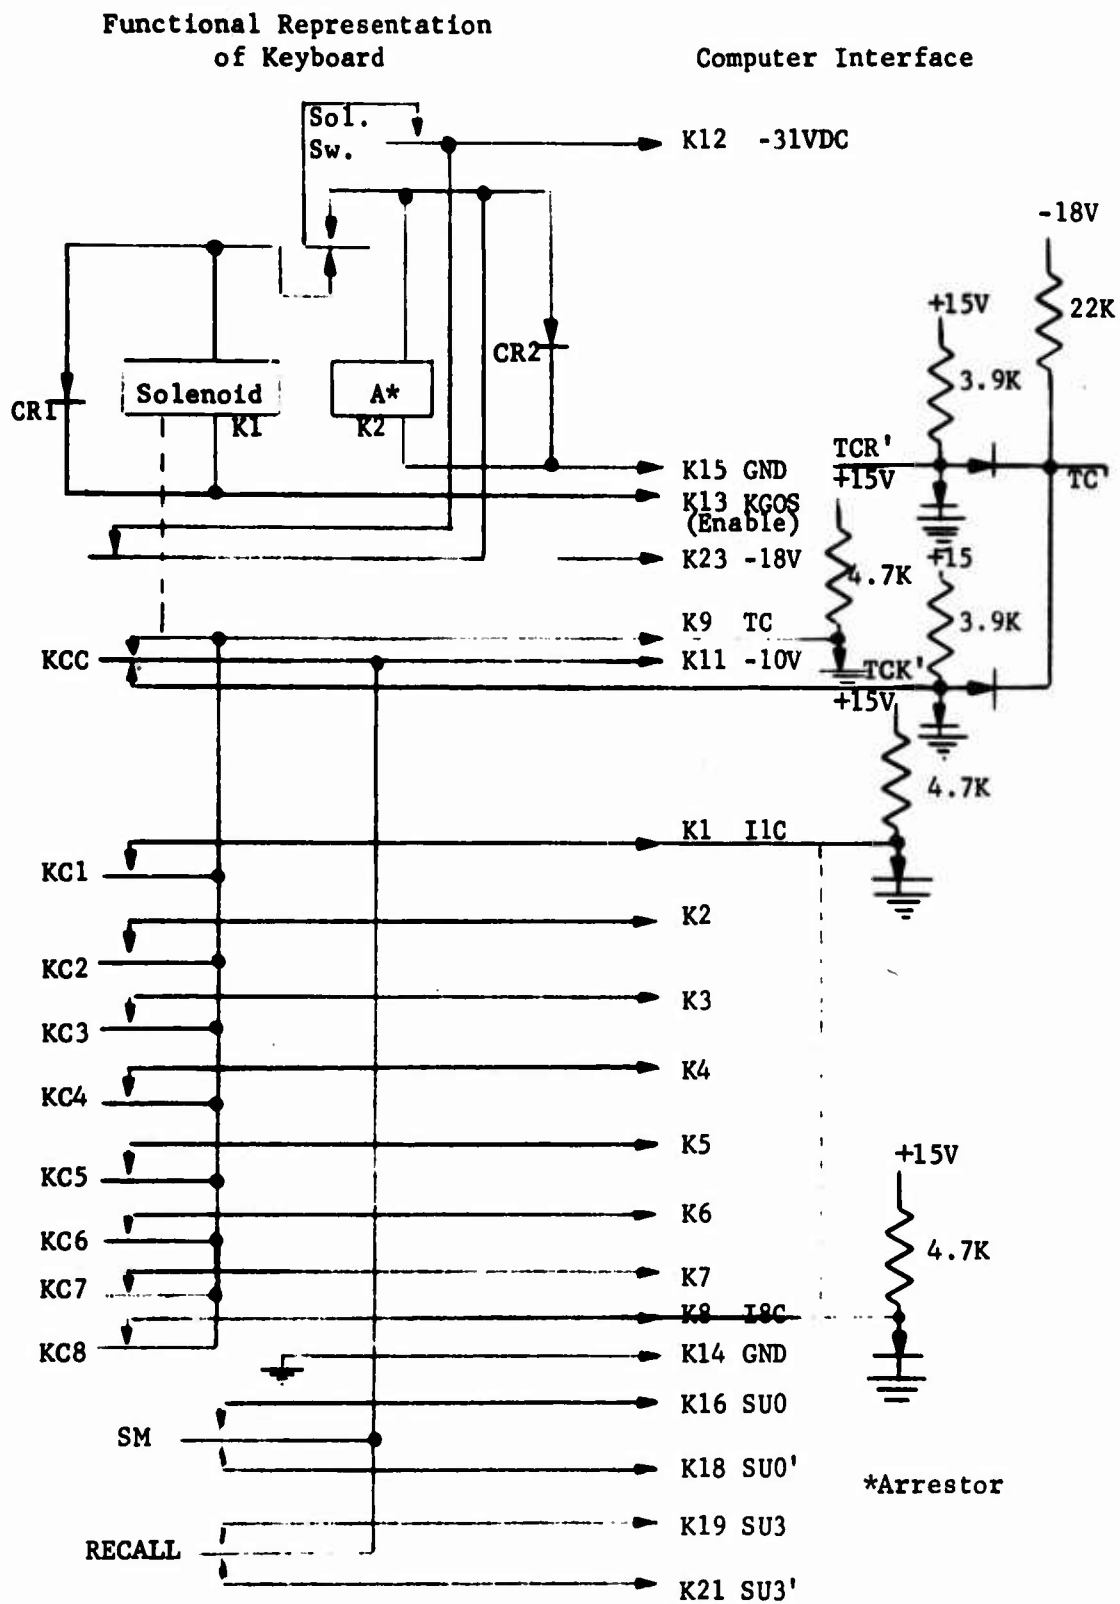 Functional Representation
of Keyboard
Computer Interface
Sol.
Sw.
K12 -31VDC
-18V
+15V
22K
CR2
3.9K
Solenoid
A*
CR1
K1
K2
TCR'
K15 GND
+15V
TC'
K13 KGOS
(Enable)
K23 -18V
+15
4.7K
K9 TC
3.9K
KCC
K11 -10V
TCK'
+15V
4.7K
K1 I1C
KC1
K2
KC2
K3
KC3
K4
KC4
K5
+15V
KC5
K6
KC6
4.7K
K7
KC7
K8 I8C
KC8
K14 GND
K16 SU0
SM
K18 SU0'
*Arrestor
K19 SU3
RECALL
K21 SU3'